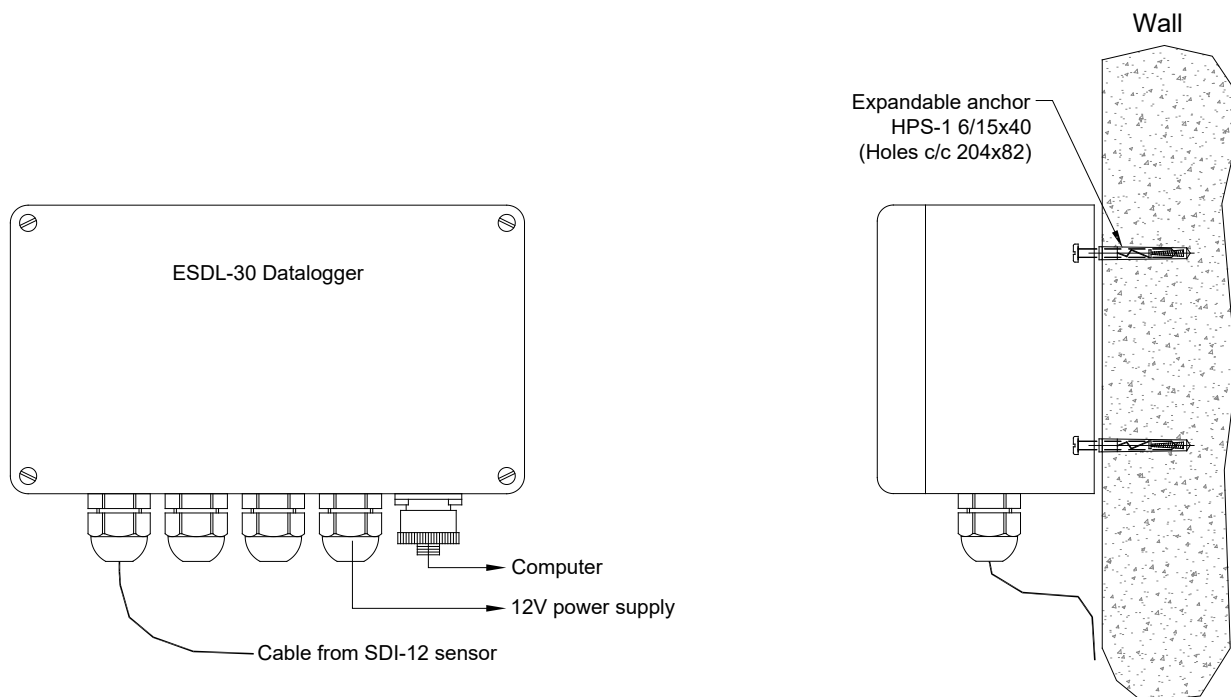 Wall
Expandable anchor
HPS-1 6/15x40
(Holes c/c 204x82)
ESDL-30 Datalogger
Computer
12V power supply
Cable from SDI-12 sensor